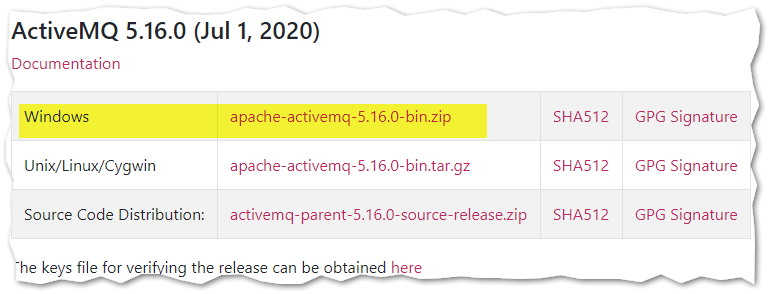 ActiveMQ 5.16.0 (Jul 1, 2020)
Documentation
Windows apache-activemq-5.16.0-bin.zip SHA512 GPG Signature
Unix/Linux/Cygwin apache-activemq-5.16.0-bin.tar.gz SHA512 GPG Signature
Source Code Distribution: activemq-parent-5.16.0-source-release.zip SHA512 GPG Signature
The keys file for verifying the release can be obtained here